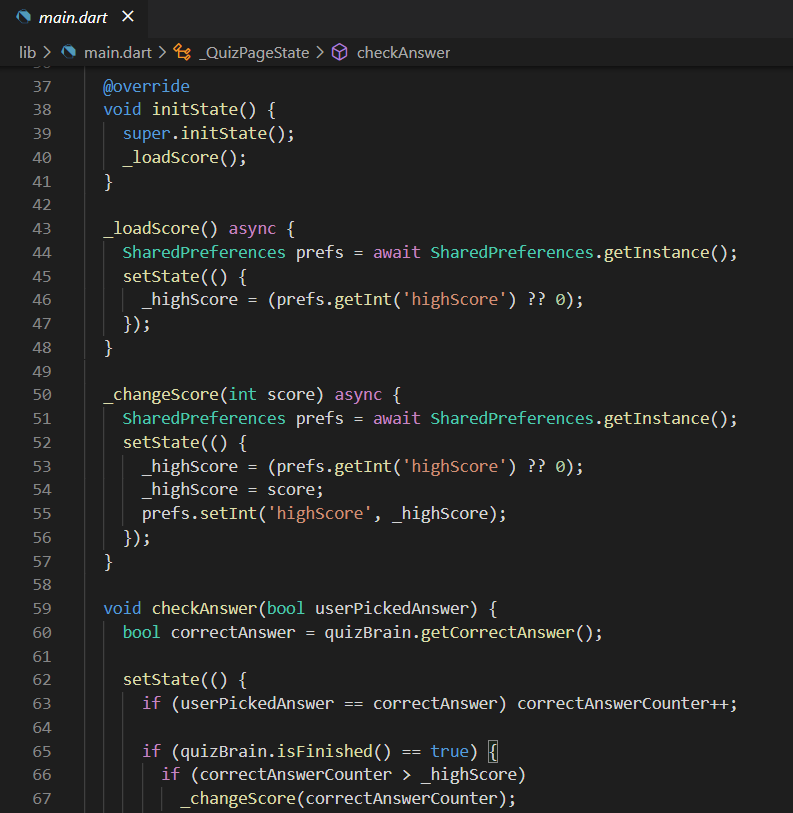 main.dart ×
lib > main.dart > _QuizPageState > checkAnswer
37 @override
38 void initState() {
39 super.initState();
40 _loadScore();
41 }
42
43 _loadScore() async {
44 SharedPreferences prefs = await SharedPreferences.getInstance();
45 setState(() {
46 _highScore = (prefs.getInt('highScore') ?? 0);
47 });
48 }
49
50 _changeScore(int score) async {
51 SharedPreferences prefs = await SharedPreferences.getInstance();
52 setState(() {
53 _highScore = (prefs.getInt('highScore') ?? 0);
54 _highScore = score;
55 prefs.setInt('highScore', _highScore);
56 });
57 }
58
59 void checkAnswer(bool userPickedAnswer) {
60 bool correctAnswer = quizBrain.getCorrectAnswer();
61
62 setState(() {
63 if (userPickedAnswer == correctAnswer) correctAnswerCounter++;
64
65 if (quizBrain.isFinished() == true) {
66 if (correctAnswerCounter > _highScore)
67 _changeScore(correctAnswerCounter);